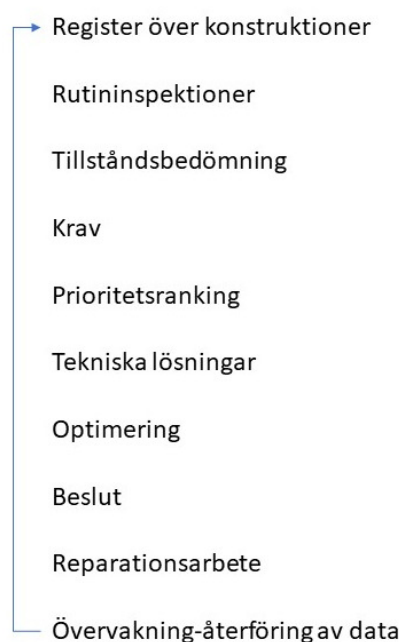 Register över konstruktioner
Rutininspektioner
Tillståndsbedömning
Krav
Prioritetsranking
Tekniska lösningar
Optimering
Beslut
Reparationsarbete
Övervakning-återföring av data